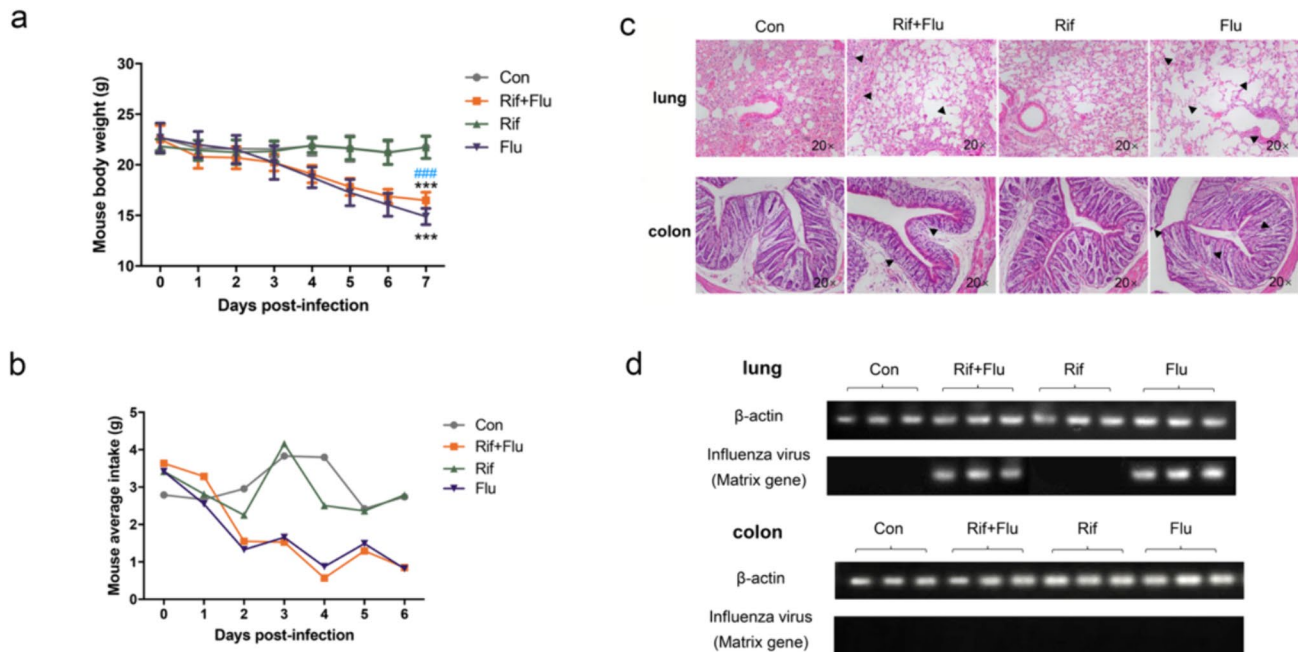 a
Mouse body weight (g)
30
25
20
15
10
###
***
***
0 1 2 3 4 5 6 7
Days post-infection
Con
Rif+Flu
Rif
Flu
b
Mouse average intake (g)
5
4
3
2
1
0
0 1 2 3 4 5 6
Days post-infection
Con
Rif+Flu
Rif
Flu
c
Con Rif+Flu Rif Flu
lung
20× 20× 20× 20×
colon
20× 20× 20× 20×
d
lung
Con Rif+Flu Rif Flu
β-actin
Influenza virus
(Matrix gene)
colon
Con Rif+Flu Rif Flu
β-actin
Influenza virus
(Matrix gene)